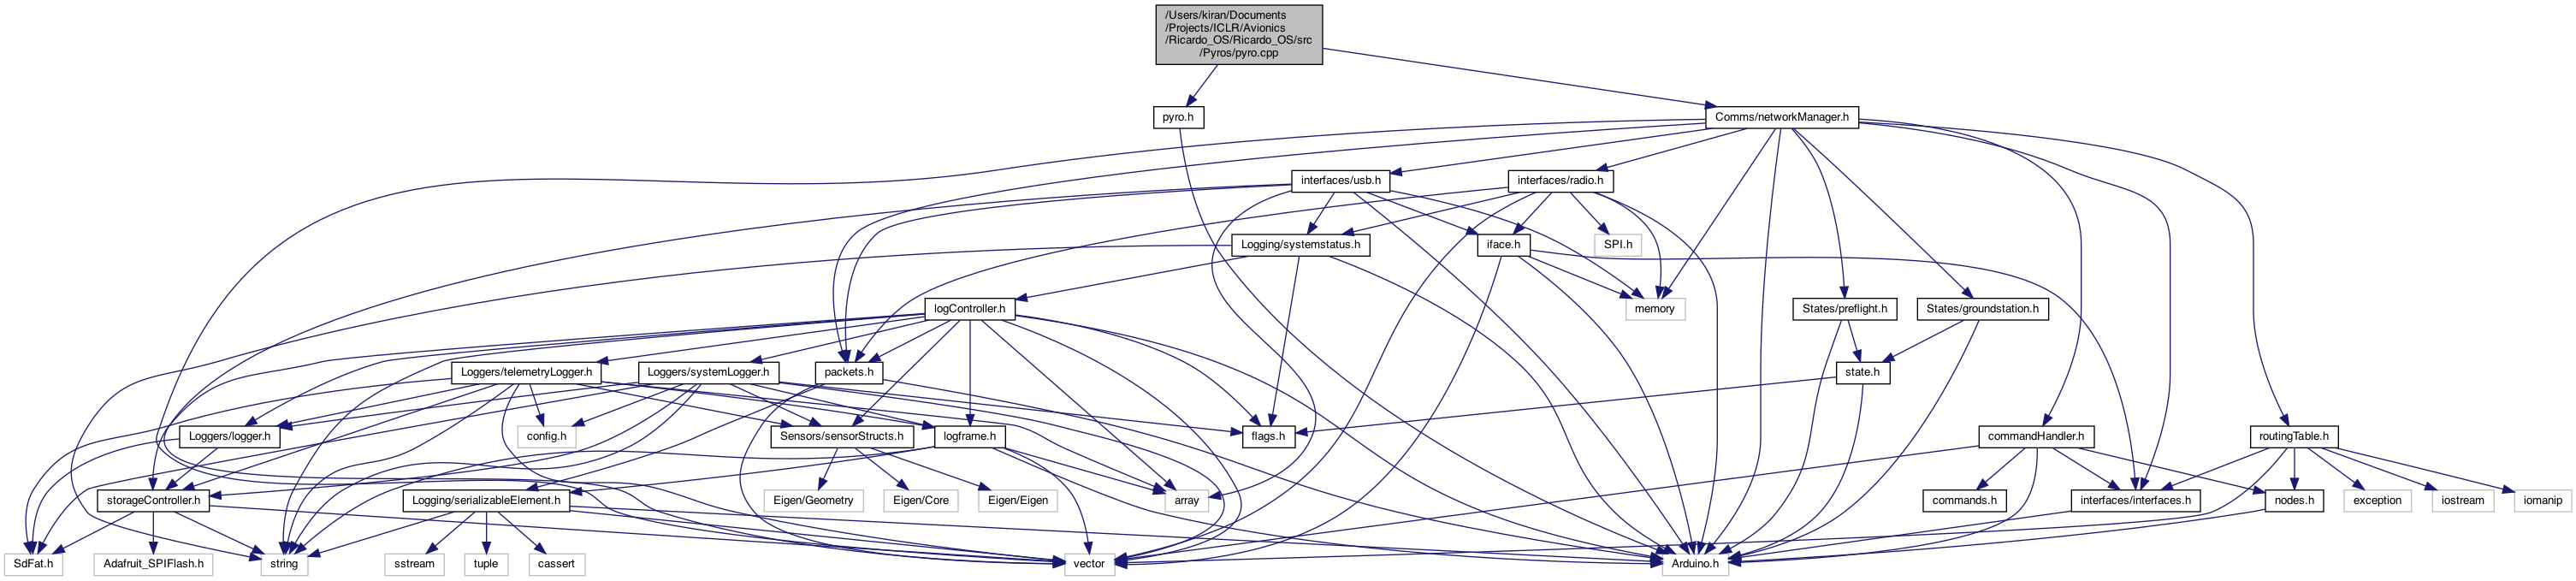 /Users/kiran/Documents
/Projects/ICLR/Avionics
/Ricardo_OS/Ricardo_OS/src
/Pyros/pyro.cpp
pyro.h
Comms/networkManager.h
interfaces/usb.h
interfaces/radio.h
Logging/systemstatus.h
iface.h
SPI.h
logController.h
memory
States/preflight.h
States/groundstation.h
Loggers/telemetryLogger.h
Loggers/systemLogger.h
packets.h
state.h
Loggers/logger.h
config.h
Sensors/sensorStructs.h
logframe.h
flags.h
commandHandler.h
routingTable.h
storageController.h
Logging/serializableElement.h
Eigen/Geometry
Eigen/Core
Eigen/Eigen
array
commands.h
interfaces/interfaces.h
nodes.h
exception
iostream
iomanip
SdFat.h
Adafruit_SPIFlash.h
string
sstream
tuple
cassert
vector
Arduino.h